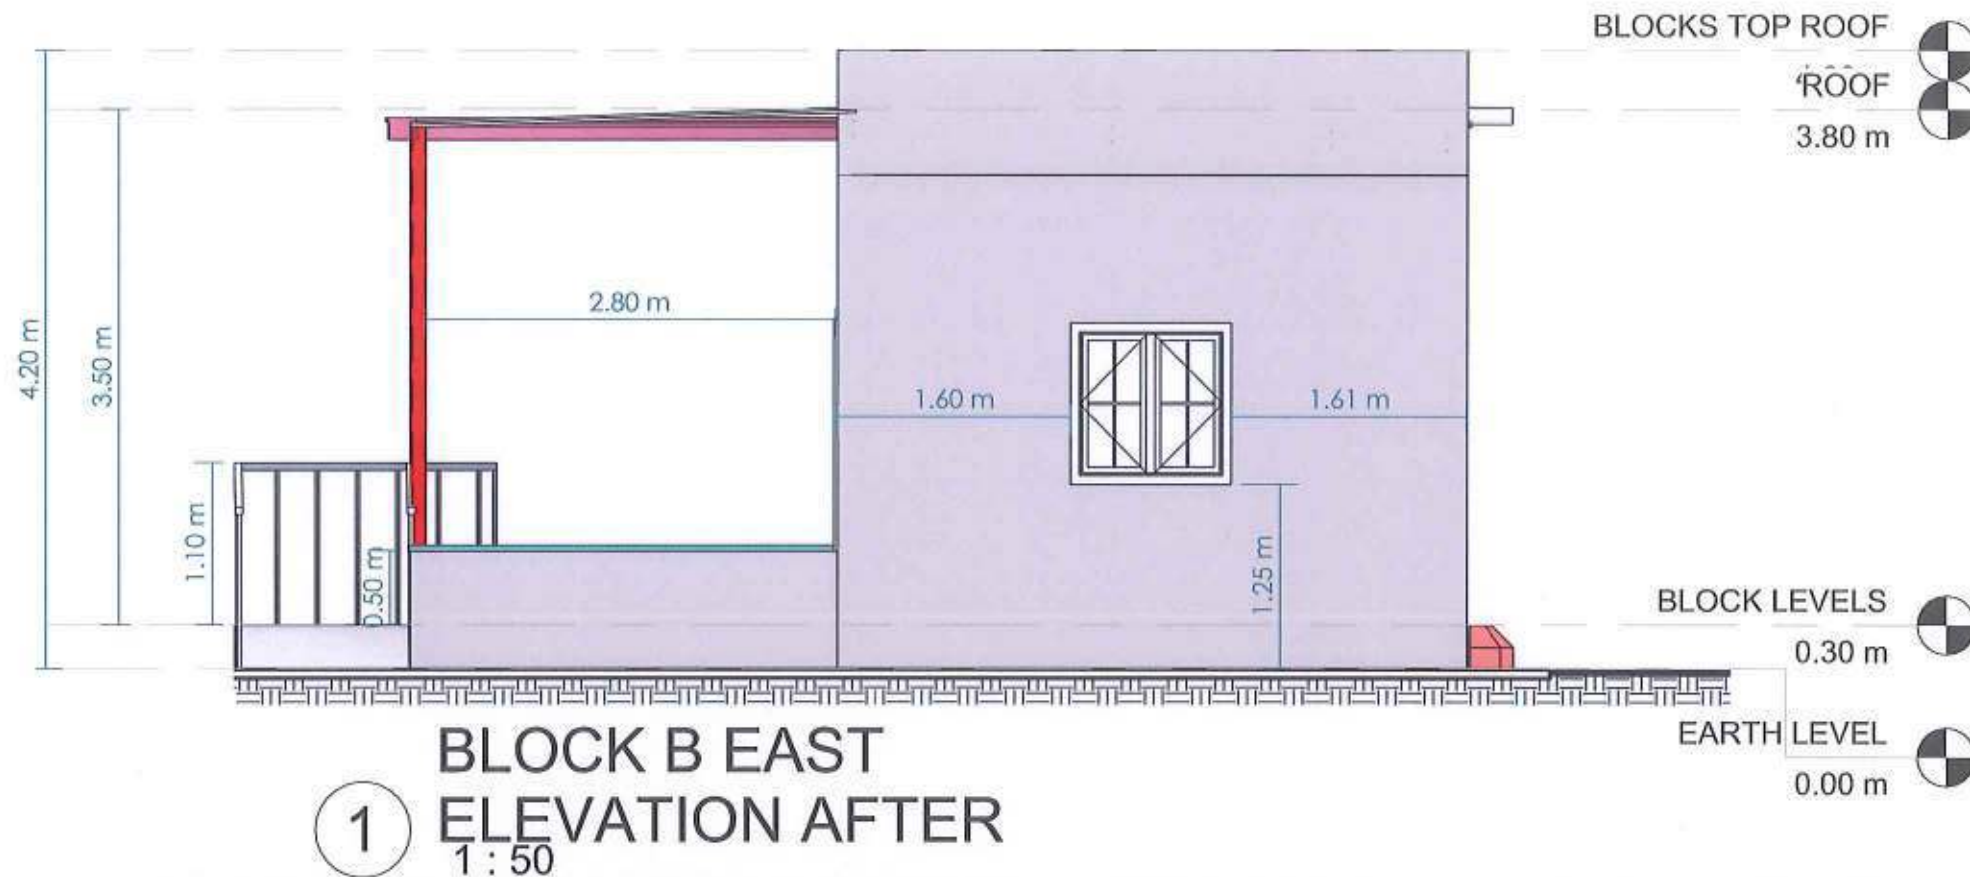 BLOCKS TOP ROOF
ROOF
3.80 m
4.20 m
3.50 m
2.80 m
1.60 m
1.61 m
1.10 m
0.50 m
1.25 m
BLOCK LEVELS
0.30 m
EARTH LEVEL
0.00 m
BLOCK B EAST
1 ELEVATION AFTER
1 : 50